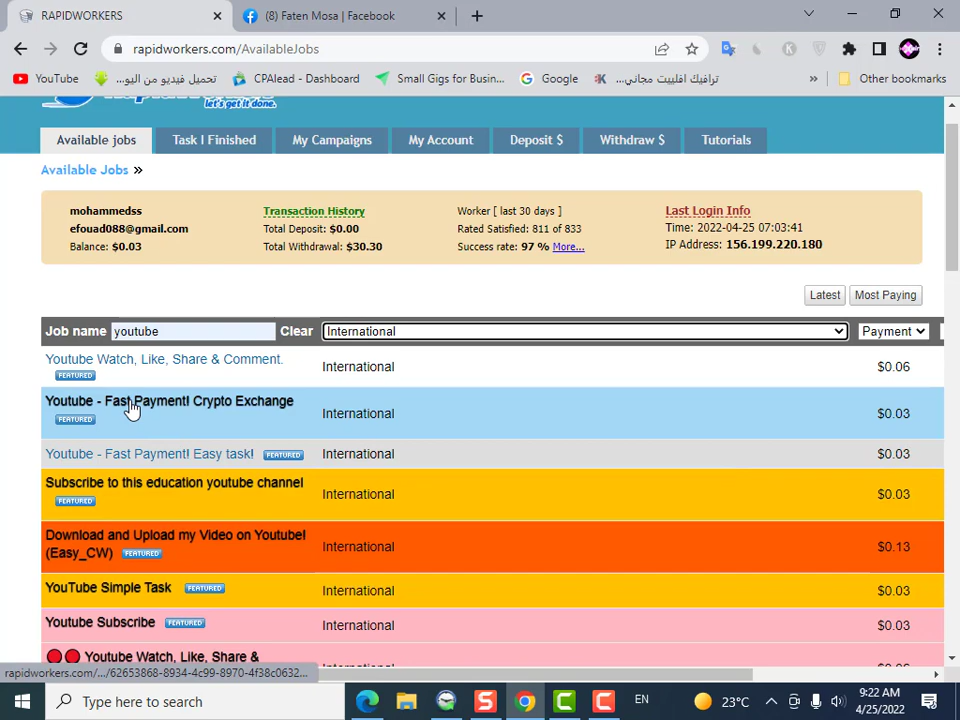 RAPIDWORKERS
(8) Faten Mosa | Facebook
rapidworkers.com/AvailableJobs
YouTube
تحميل فيديو من اليو...
CPAlead - Dashboard
Small Gigs for Busin...
Google
ترافيك افلييت مجاني...
Other bookmarks
let's get it done.
Available jobs
Task I Finished
My Campaigns
My Account
Deposit $
Withdraw $
Tutorials
Available Jobs »
mohammedss
efouad088@gmail.com
Balance: $0.03
Transaction History
Total Deposit: $0.00
Total Withdrawal: $30.30
Worker [ last 30 days ]
Rated Satisfied: 811 of 833
Success rate: 97 % More...
Last Login Info
Time: 2022-04-25 07:03:41
IP Address: 156.199.220.180
Latest
Most Paying
Job name youtube Clear International Payment
Youtube Watch, Like, Share & Comment.
FEATURED
International
$0.06
Youtube - Fast Payment! Crypto Exchange
FEATURED
International
$0.03
Youtube - Fast Payment! Easy task! FEATURED
International
$0.03
Subscribe to this education youtube channel
FEATURED
International
$0.03
Download and Upload my Video on Youtube!
(Easy_CW) FEATURED
International
$0.13
YouTube Simple Task FEATURED
International
$0.03
Youtube Subscribe FEATURED
International
$0.03
Youtube Watch, Like, Share &
rapidworkers.com/.../62653868-8934-4c99-8970-4f38c0632...
Type here to search
EN
23°C
9:22 AM
4/25/2022